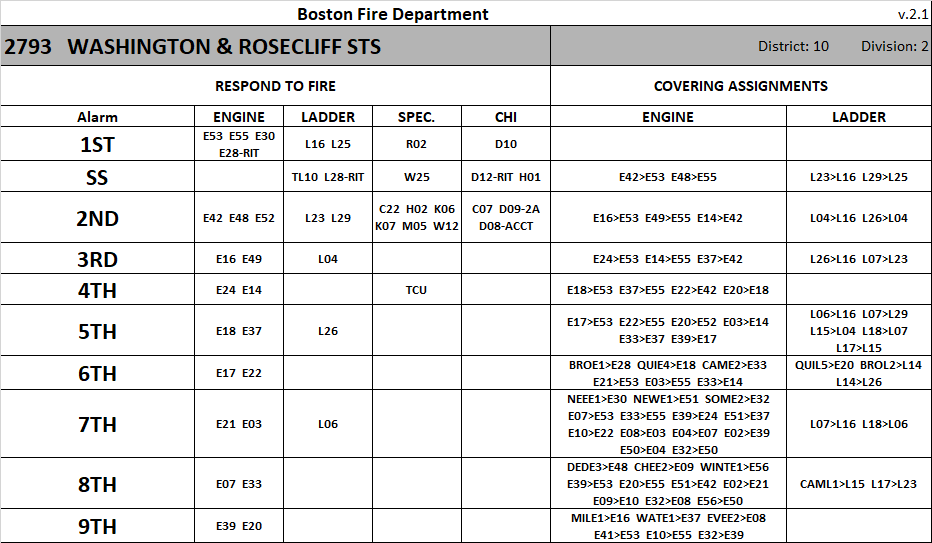 Boston Fire Department
v.2.1
2793 WASHINGTON & ROSECLIFF STS
District: 10 Division: 2
RESPOND TO FIRE
COVERING ASSIGNMENTS
Alarm
ENGINE
LADDER
SPEC.
CHI
ENGINE
LADDER
1ST
E53 E55 E30
E28-RIT
L16 L25
R02
D10
SS
TL10 L28-RIT
W25
D12-RIT H01
E42>E53 E48>E55
L23>L16 L29>L25
2ND
E42 E48 E52
L23 L29
C22 H02 K06
K07 M05 W12
C07 D09-2A
D08-ACCT
E16>E53 E49>E55 E14>E42
L04>L16 L26>L04
3RD
E16 E49
L04
E24>E53 E14>E55 E37>E42
L26>L16 L07>L23
4TH
E24 E14
TCU
E18>E53 E37>E55 E22>E42 E20>E18
5TH
E18 E37
L26
E17>E53 E22>E55 E20>E52 E03>E14
E33>E37 E39>E17
L06>L16 L07>L29
L15>L04 L18>L07
L17>L15
6TH
E17 E22
BROE1>E28 QUIE4>E18 CAME2>E33
E21>E53 E03>E55 E33>E14
QUIL5>E20 BROL2>L14
L14>L26
7TH
E21 E03
L06
NEEE1>E30 NEWE1>E51 SOME2>E32
E07>E53 E33>E55 E39>E24 E51>E37
E10>E22 E08>E03 E04>E07 E02>E39
E50>E04 E32>E50
L07>L16 L18>L06
8TH
E07 E33
DEDE3>E48 CHEE2>E09 WINTE1>E56
E39>E53 E20>E55 E51>E42 E02>E21
E09>E10 E32>E08 E56>E50
CAML1>L15 L17>L23
9TH
E39 E20
MILE1>E16 WATE1>E37 EVEE2>E08
E41>E53 E10>E55 E32>E39